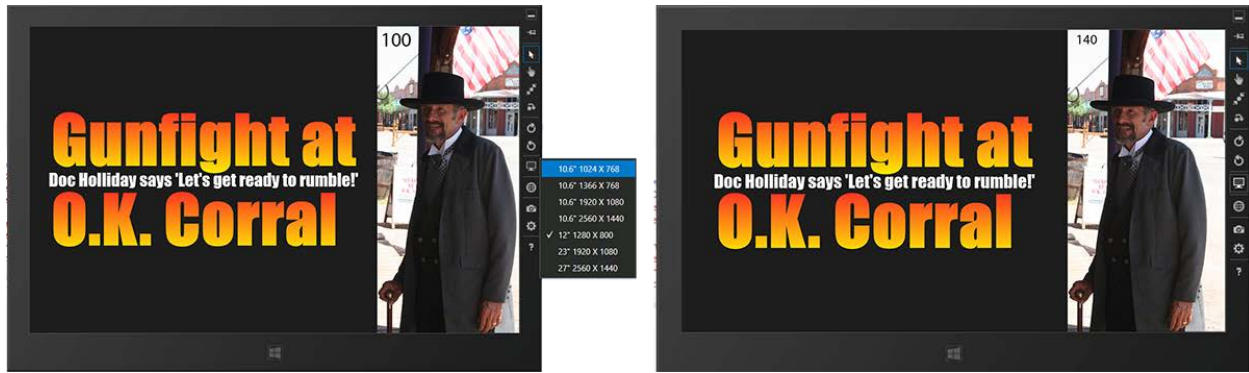 100
Gunfight at
Doc Holliday says 'Let's get ready to rumble!'
O.K. Corral
10.6" 1024 X 768
10.6" 1366 X 768
10.6" 1920 X 1080
10.6" 2560 X 1440
✓ 12" 1280 X 800
23" 1920 X 1080
27" 2560 X 1440
?
140
Gunfight at
Doc Holliday says 'Let's get ready to rumble!'
O.K. Corral
?